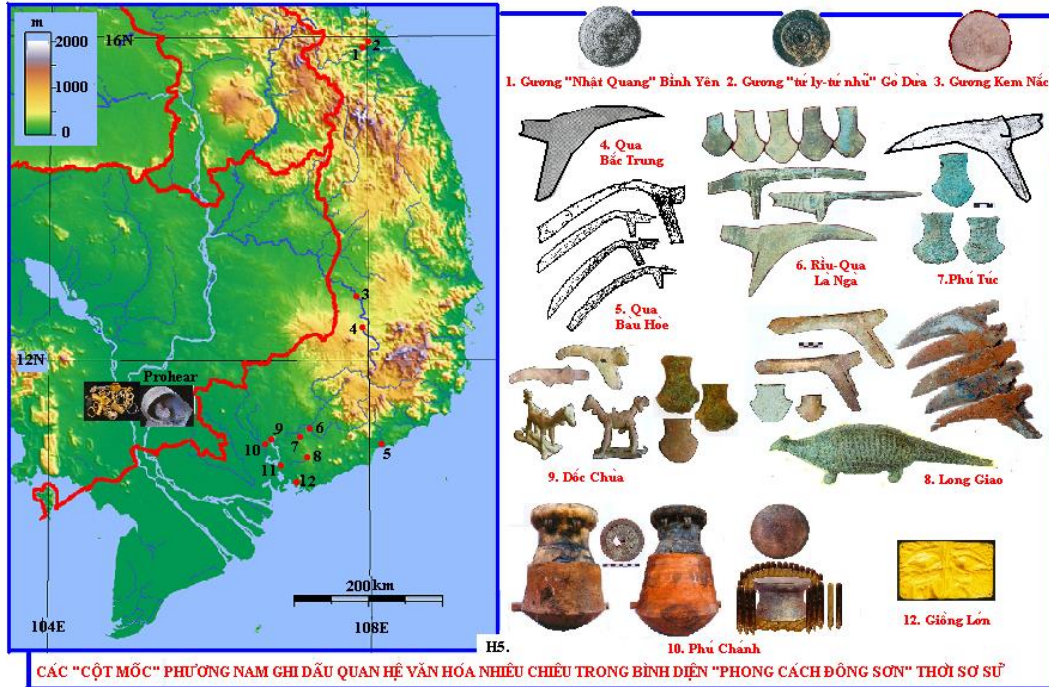 m
2000
1000
0
16N
12N
104E
108E
1
2
3
4
5
6
7
8
9
10
11
12
Prohear
200km
1. Gương "Nhật Quang" Bình Yên
2. Gương "tứ ly-tứ nhũ" Gò Dừa
3. Gương Kem Nắc
4. Qua
Bắc Trung
5. Qua
Bàu Hòe
6. Rìu-Qua
La Ngà
7.Phú Túc
8. Long Giao
9. Dốc Chùa
10. Phú Chánh
12. Giồng Lớn
H5.
CÁC "CỘT MỐC" PHƯƠNG NAM GHI DẤU QUAN HỆ VĂN HÓA NHIỀU CHIỀU TRONG BÌNH DIỆN "PHONG CÁCH ĐÔNG SƠN" THỜI SƠ SỬ